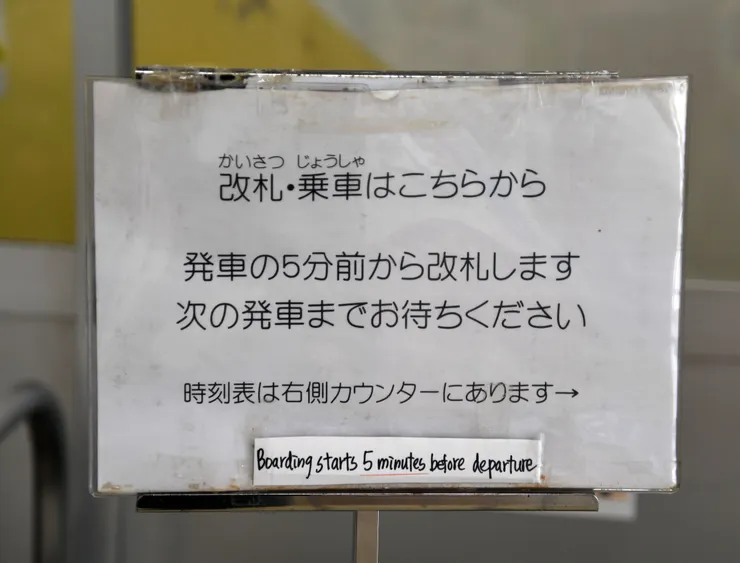 かいさつ じょうしゃ
改札・乗車はこちらから
発車の5分前から改札します
次の発車までお待ちください
時刻表は右側カウンターにあります→
Boarding starts 5 minutes before departure